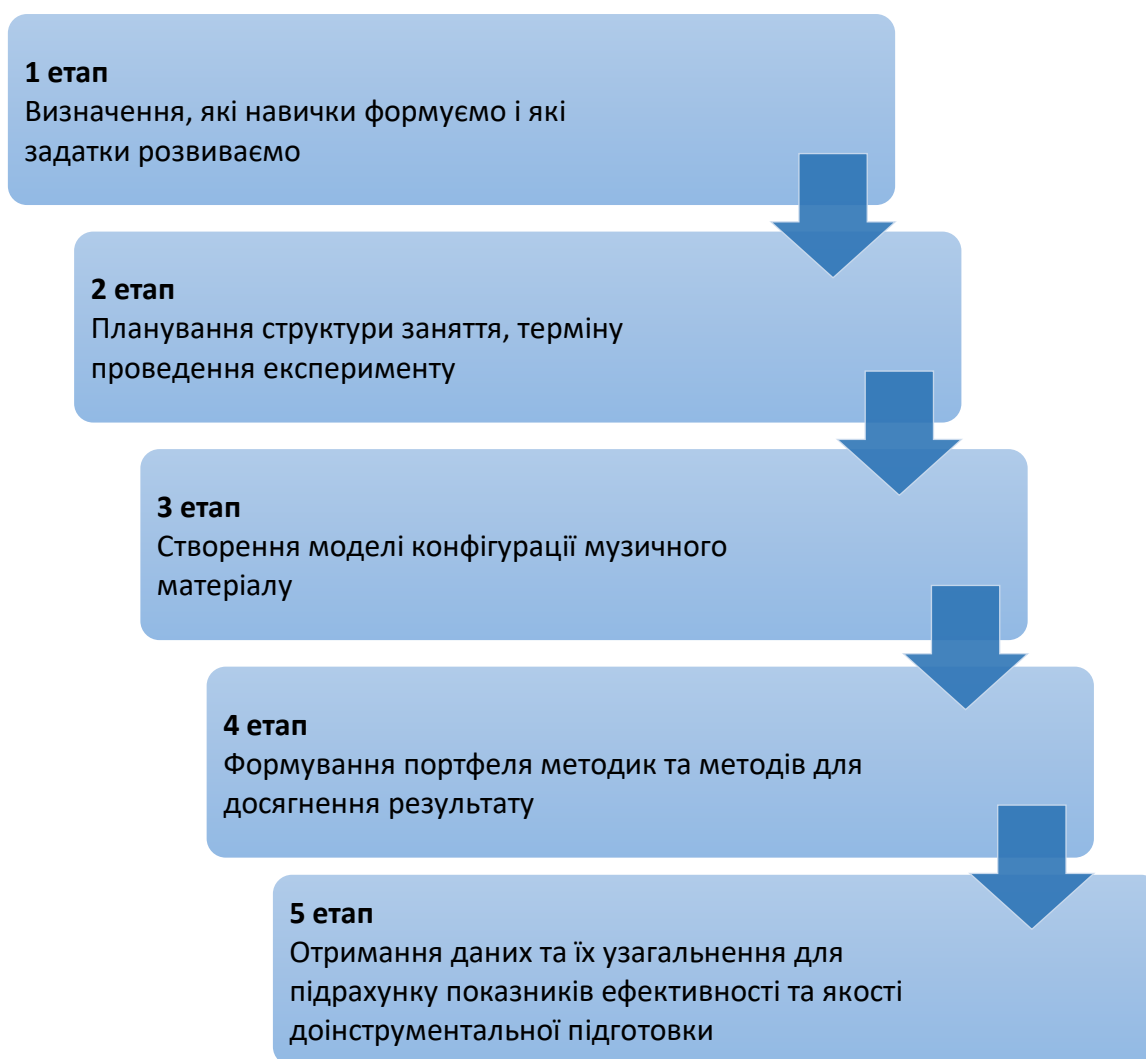 1 етап
Визначення, які навички формуємо і які
задатки розвиваємо
2 етап
Планування структури заняття, терміну
проведення експерименту
3 етап
Створення моделі конфігурації музичного
матеріалу
4 етап
Формування портфеля методик та методів для
досягнення результату
5 етап
Отримання даних та їх узагальнення для
підрахунку показників ефективності та якості
доінструментальної підготовки